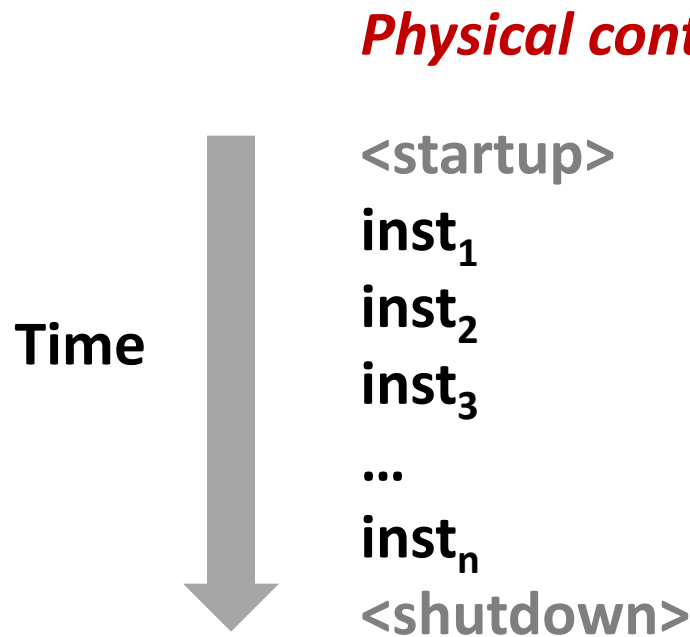 Physical cont
<startup>
inst₁
inst₂
Time
inst₃
…
instₙ
<shutdown>